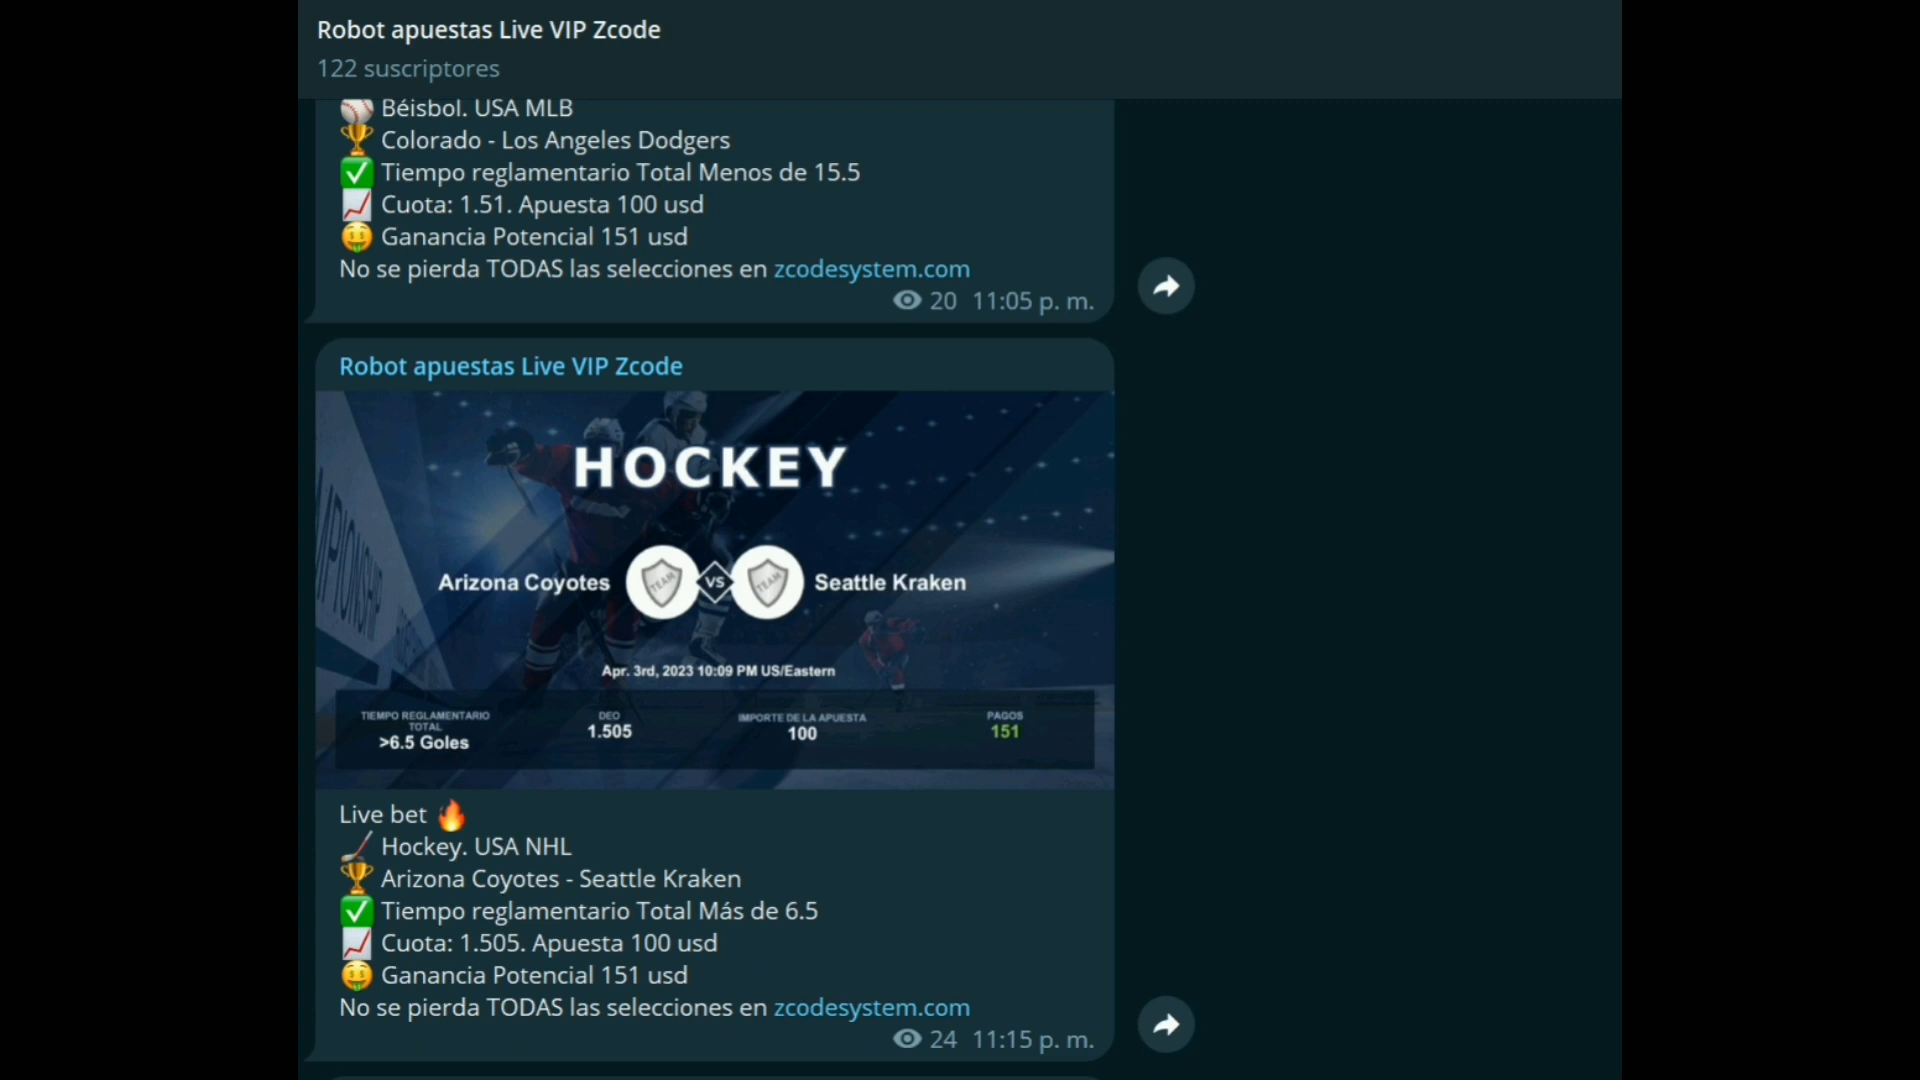 Robot apuestas Live VIP Zcode
122 suscriptores
Béisbol. USA MLB
Colorado - Los Angeles Dodgers
Tiempo reglamentario Total Menos de 15.5
Cuota: 1.51. Apuesta 100 usd
Ganancia Potencial 151 usd
No se pierda TODAS las selecciones en zcodesystem.com
20 11:05 p. m.
Robot apuestas Live VIP Zcode
HOCKEY
Arizona Coyotes TEAM VS TEAM Seattle Kraken
Apr. 3rd, 2023 10:09 PM US/Eastern
TIEMPO REGLAMENTARIO
TOTAL
>6.5 Goles
DEO
1.505
IMPORTE DE LA APUESTA
100
PAGOS
151
Live bet
Hockey. USA NHL
Arizona Coyotes - Seattle Kraken
Tiempo reglamentario Total Más de 6.5
Cuota: 1.505. Apuesta 100 usd
Ganancia Potencial 151 usd
No se pierda TODAS las selecciones en zcodesystem.com
24 11:15 p. m.